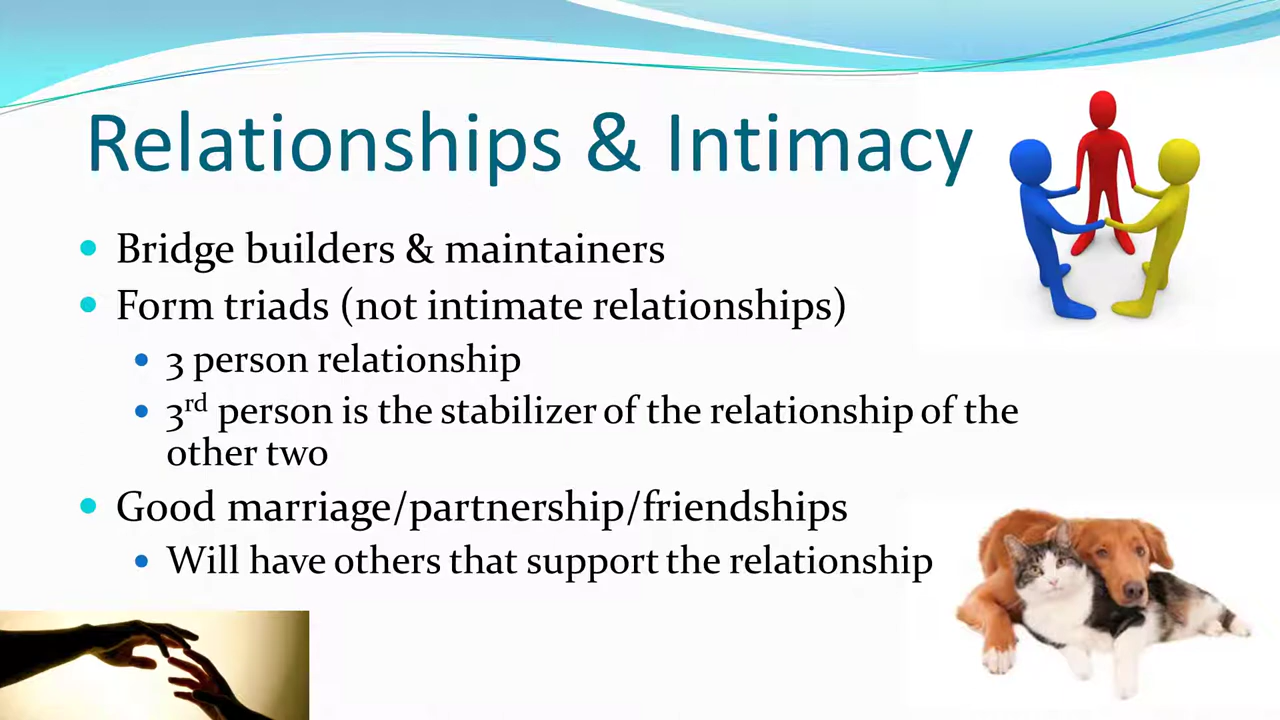 Relationships & Intimacy
Bridge builders & maintainers
Form triads (not intimate relationships)
3 person relationship
3rd person is the stabilizer of the relationship of the
other two
Good marriage/partnership/friendships
Will have others that support the relationship